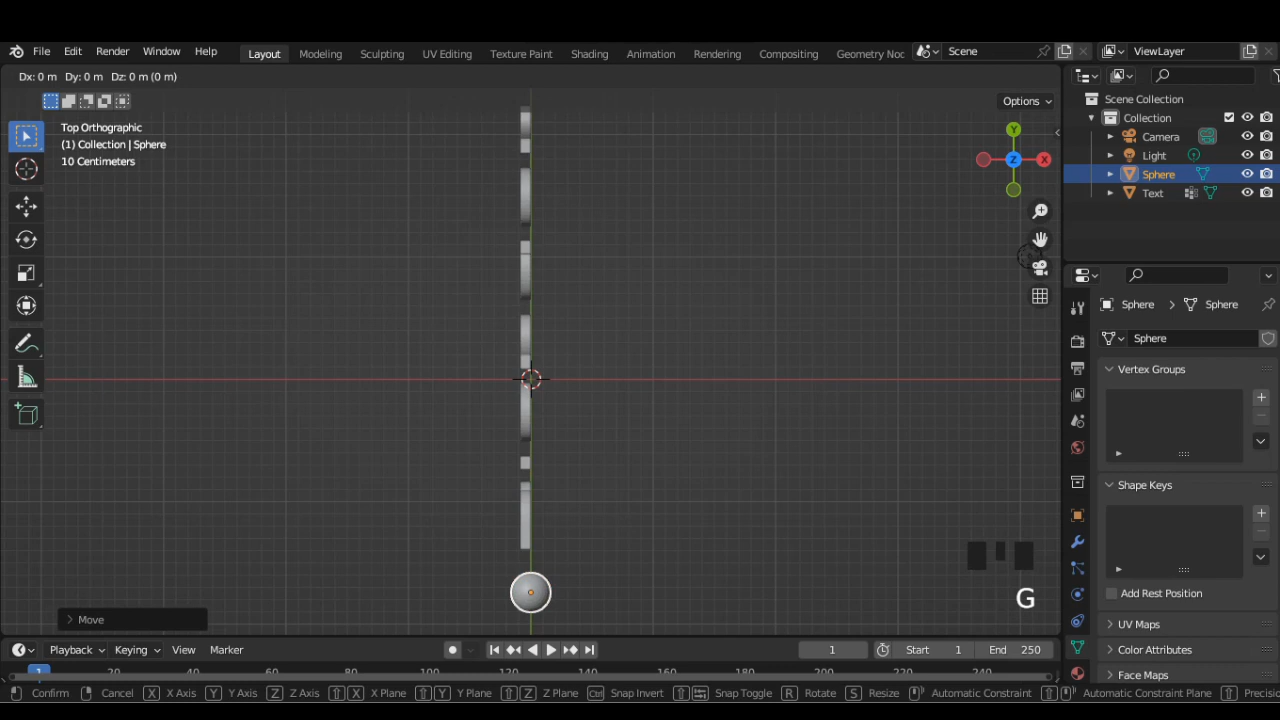 File Edit Render Window Help
Layout Modeling Sculpting UV Editing Texture Paint Shading Animation Rendering Compositing Geometry Noc
Scene
ViewLayer
Dx: 0 m Dy: 0 m Dz: 0 m (0 m)
Options
Top Orthographic
(1) Collection | Sphere
10 Centimeters
Y
Z
X
Scene Collection
Collection
Camera
Light
Sphere
Text
Sphere Sphere
Sphere
Vertex Groups
Shape Keys
Add Rest Position
UV Maps
Color Attributes
Face Maps
G
Move
Playback Keying View Marker
1
Start 1
End 250
1 20 40 60 80 100 120 140 160 180 200 220 240
Confirm Cancel X X Axis Y Y Axis Z Z Axis X X Plane Y Y Plane Z Z Plane Ctrl Snap Invert Snap Toggle R Rotate S Resize Automatic Constraint Automatic Constraint Plane Precisio